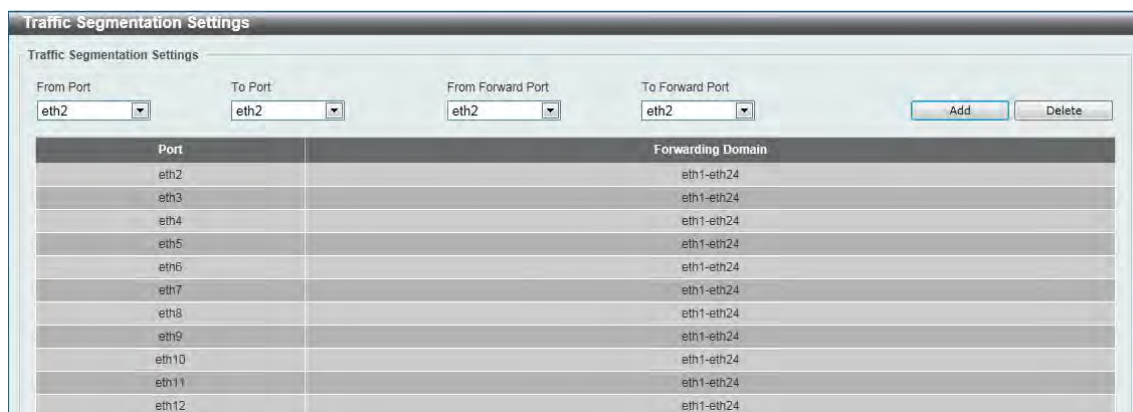 Traffic Segmentation Settings
Traffic Segmentation Settings
From Port To Port From Forward Port To Forward Port
eth2 eth2 eth2 eth2 Add Delete
Port Forwarding Domain
eth2 eth1-eth24
eth3 eth1-eth24
eth4 eth1-eth24
eth5 eth1-eth24
eth6 eth1-eth24
eth7 eth1-eth24
eth8 eth1-eth24
eth9 eth1-eth24
eth10 eth1-eth24
eth11 eth1-eth24
eth12 eth1-eth24